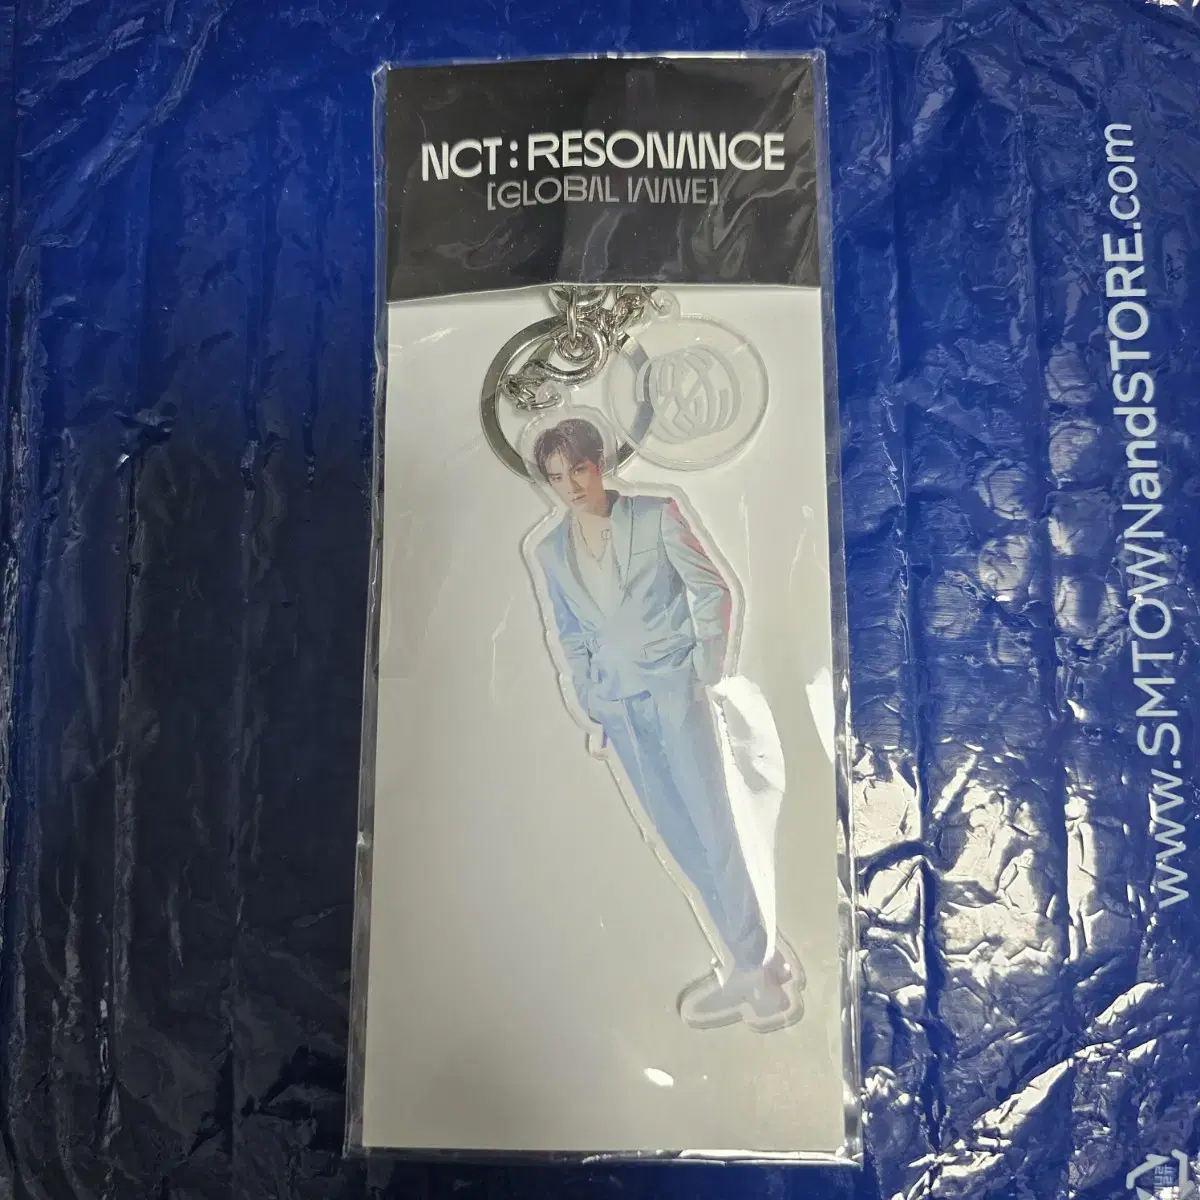 NCT : RESONANCE
[GLOBAL WAVE]
www.SMTOWNandSTORE.com